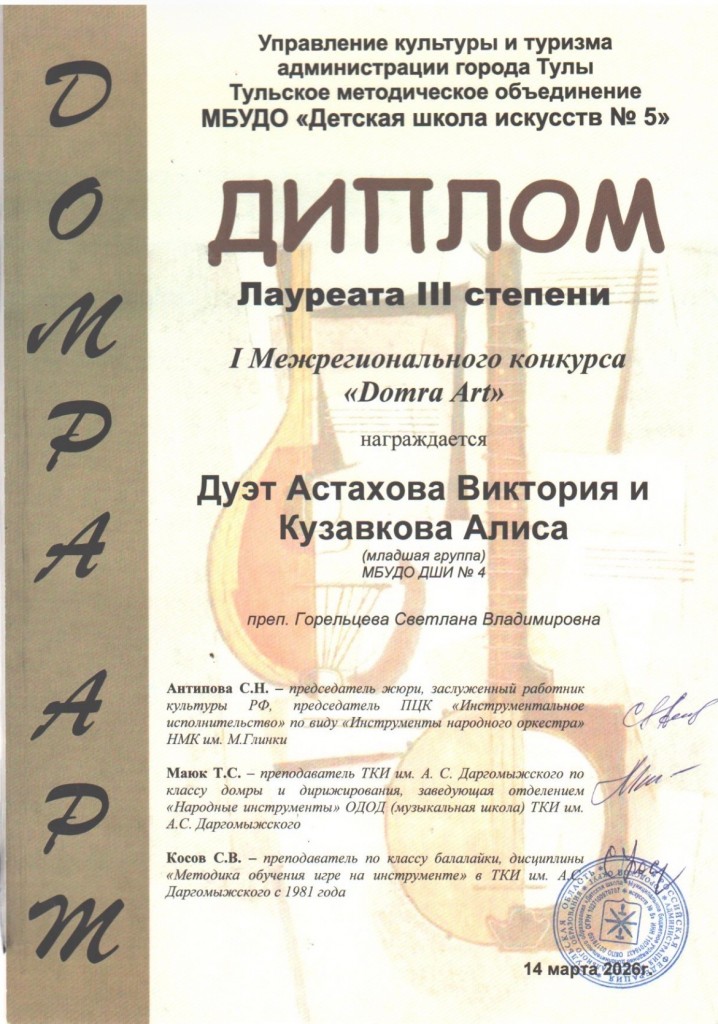 ДОМРА АРТ
Управление культуры и туризма
администрации города Тулы
Тульское методическое объединение
МБУДО «Детская школа искусств № 5»
ДИПЛОМ
Лауреата III степени
I Межрегионального конкурса
«Domra Art»
награждается
Дуэт Астахова Виктория и
Кузавкова Алиса
(младшая группа)
МБУДО ДШИ № 4
преп. Горельцева Светлана Владимировна
Антипова С.Н. – председатель жюри, заслуженный работник
культуры РФ, председатель ПЦК «Инструментальное
исполнительство» по виду «Инструменты народного оркестра»
НМК им. М.Глинки
Маюк Т.С. – преподаватель ТКИ им. А. С. Даргомыжского по
классу домры и дирижирования, заведующая отделением
«Народные инструменты» ОДОД (музыкальная школа) ТКИ им.
А.С. Даргомыжского
Косов С.В. – преподаватель по классу балалайки, дисциплины
«Методика обучения игре на инструменте» в ТКИ им. А.С.
Даргомыжского с 1981 года
14 марта 2026г.